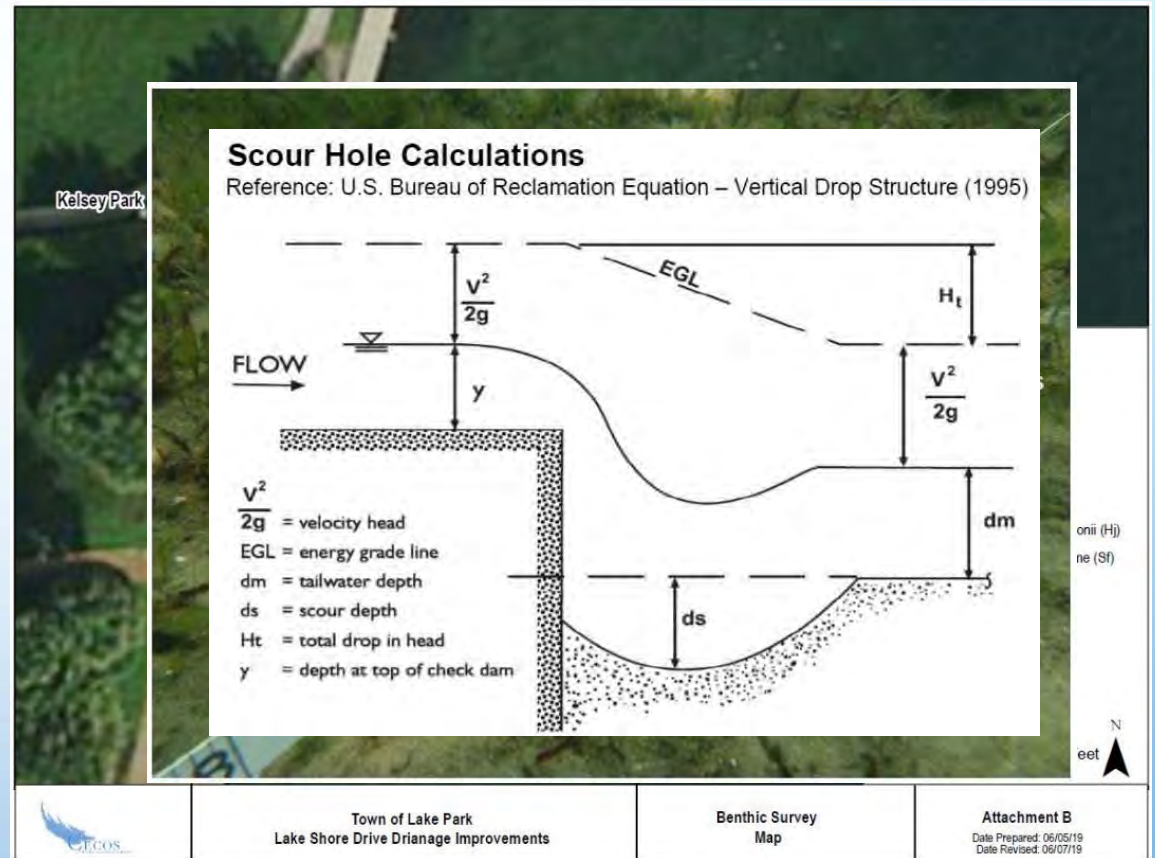 Kelsey Park
Scour Hole Calculations
Reference: U.S. Bureau of Reclamation Equation – Vertical Drop Structure (1995)
V²
2g
EGL
Ht
FLOW
y
V²
2g
dm
ds
V²
2g = velocity head
EGL = energy grade line
dm = tailwater depth
ds = scour depth
Ht = total drop in head
y = depth at top of check dam
onii (Hj)
ne (Sf)
N
eet
Town of Lake Park
Lake Shore Drive Drianage Improvements
Benthic Survey
Map
Attachment B
Date Prepared: 06/05/19
Date Revised: 06/07/19